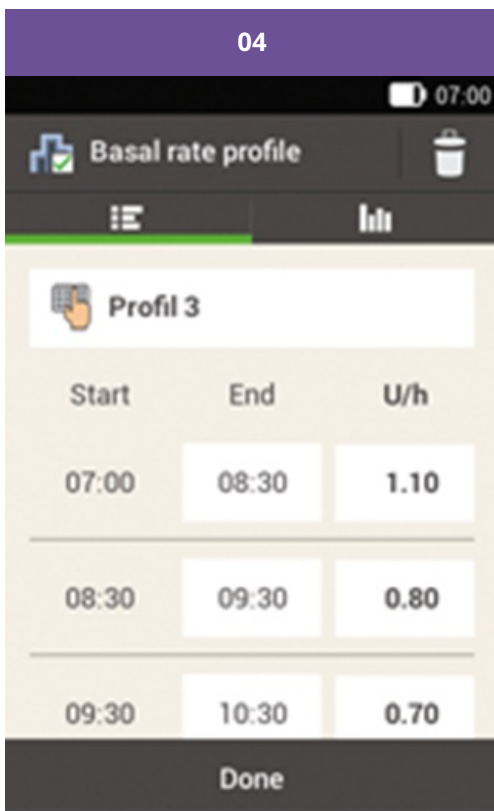 04
07:00
Basal rate profile
Profil 3
Start End U/h
07:00 08:30 1.10
08:30 09:30 0.80
09:30 10:30 0.70
Done